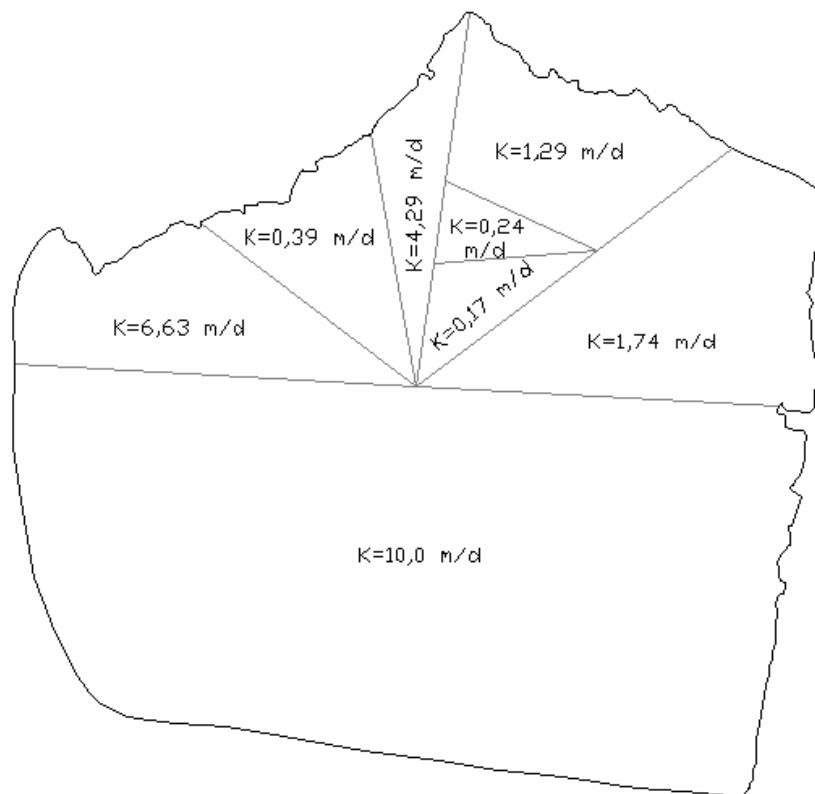 K=1,29 m/d
K=4,29 m/d
K=0,24
m/d
K=0,39 m/d
K=0,17 m/d
K=6,63 m/d
K=1,74 m/d
K=10,0 m/d